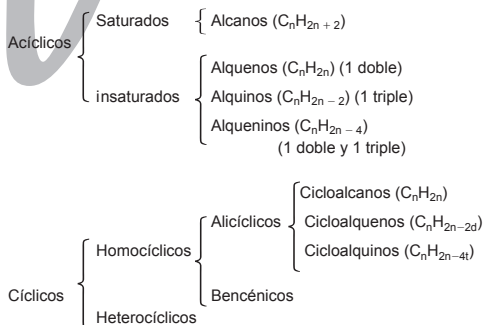 Saturados { Alcanos (CₙH₂ₙ ₊ ₂)
Acíclicos
Alquenos (CₙH₂ₙ) (1 doble)
insaturados
Alquinos (CₙH₂ₙ ₋ ₂) (1 triple)
Alqueninos (CₙH₂ₙ ₋ ₄)
(1 doble y 1 triple)
Cicloalcanos (CₙH₂ₙ)
Alicíclicos
Cicloalquenos (CₙH₂ₙ₋₂d)
Cicloalquinos (CₙH₂ₙ₋₄t)
Homocíclicos
Cíclicos
Bencénicos
Heterocíclicos